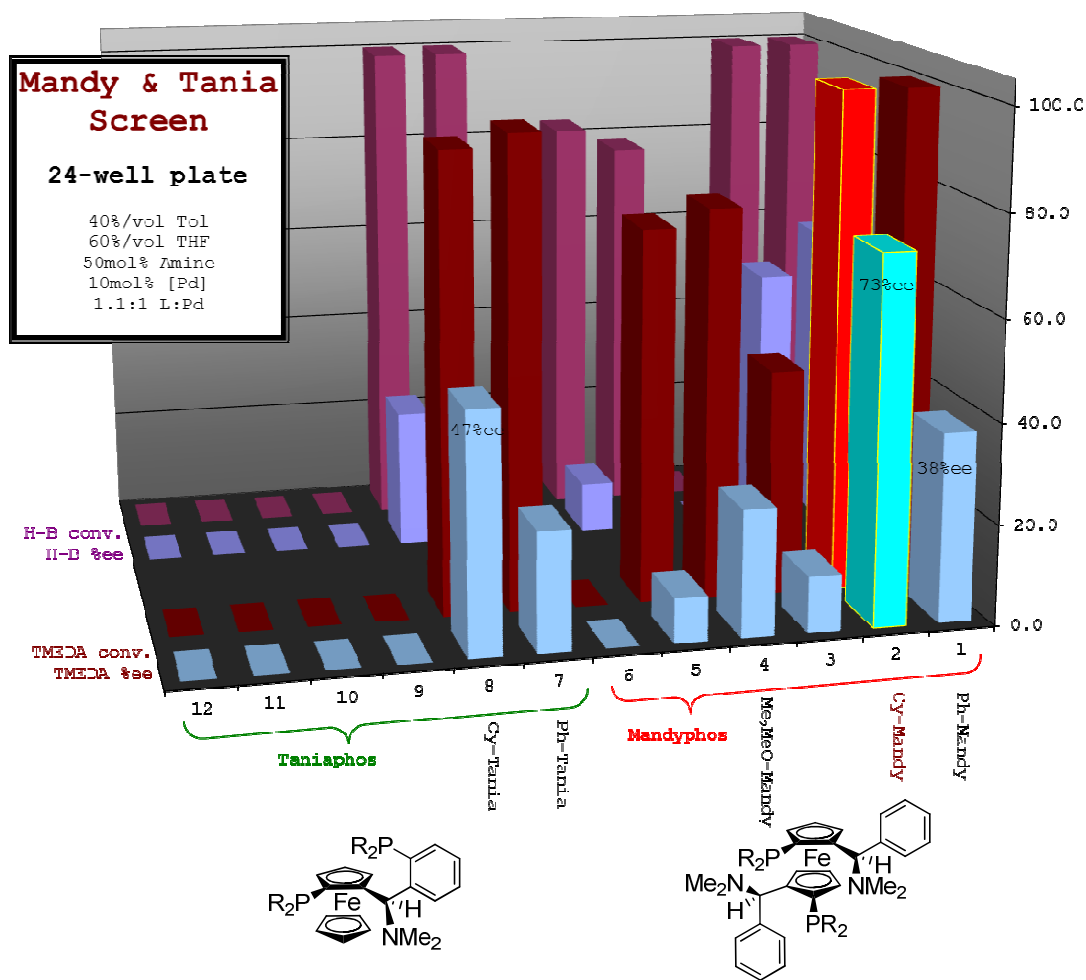 Mandy & Tania
Screen
24-well plate
40%/vol Tol
60%/vol THF
50mol% Amine
10mol% [Pd]
1.1:1 L:Pd
100.0
80.0
60.0
40.0
20.0
0.0
73%ee
47%ee
38%ee
H-B conv.
H-B %ee
TMEDA conv.
TMEDA %ee
12
11
10
9
8
7
6
5
4
3
2
1
Taniaphos
Mandyphos
Cy-Tania
Ph-Tania
Me,MeO-Mandy
Cy-Mandy
Ph-Mandy
R2P
R2P
Fe
H
NMe2
R2P
Fe
H
NMe2
Me2N
H
PR2